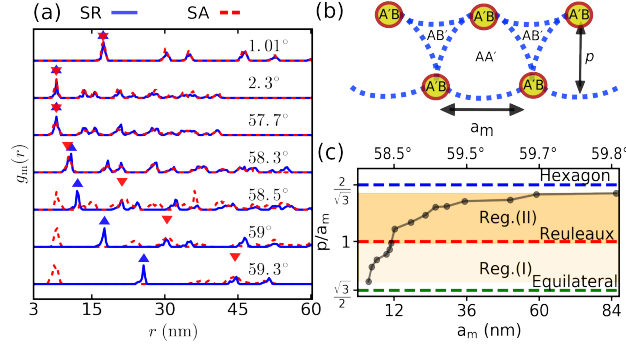 (a)
SR
SA
g_m(r)
1.01°
2.3°
57.7°
58.3°
58.5°
59°
59.3°
3 15 30 45 60
r (nm)
(b)
A′B A′B A′B
AB′ AB′
AA′
p
A′B A′B
a_m
(c)
58.5° 59.5° 59.7° 59.8°
Hexagon
2/√3
Reg.(II)
Reuleaux
1
p/a_m
Reg.(I)
Equilateral
√3/2
12 36 60 84
a_m (nm)